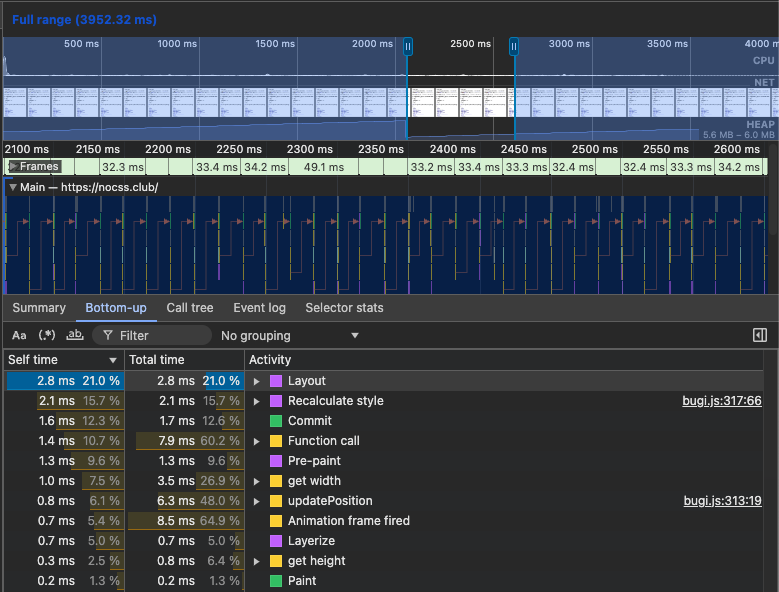 Full range (3952.32 ms)
500 ms 1000 ms 1500 ms 2000 ms 2500 ms 3000 ms 3500 ms 4000 m
CPU
NET
HEAP
5.6 MB – 6.0 MB
2100 ms 2150 ms 2200 ms 2250 ms 2300 ms 2350 ms 2400 ms 2450 ms 2500 ms 2550 ms 2600 ms
Frames 32.3 ms 33.4 ms 34.2 ms 49.1 ms 33.2 ms 33.4 ms 33.3 ms 32.4 ms 32.4 ms 33.3 ms 34.2 ms
Main — https://nocss.club/
Summary Bottom-up Call tree Event log Selector stats
Aa (.*) ab Filter No grouping
Self time Total time Activity
2.8 ms 21.0 % 2.8 ms 21.0 % Layout
2.1 ms 15.7 % 2.1 ms 15.7 % Recalculate style bugi.js:317:66
1.6 ms 12.3 % 1.7 ms 12.6 % Commit
1.4 ms 10.7 % 7.9 ms 60.2 % Function call
1.3 ms 9.6 % 1.3 ms 9.6 % Pre-paint
1.0 ms 7.5 % 3.5 ms 26.9 % get width
0.8 ms 6.1 % 6.3 ms 48.0 % updatePosition bugi.js:313:19
0.7 ms 5.4 % 8.5 ms 64.9 % Animation frame fired
0.7 ms 5.0 % 0.7 ms 5.0 % Layerize
0.3 ms 2.5 % 0.8 ms 6.4 % get height
0.2 ms 1.3 % 0.2 ms 1.3 % Paint